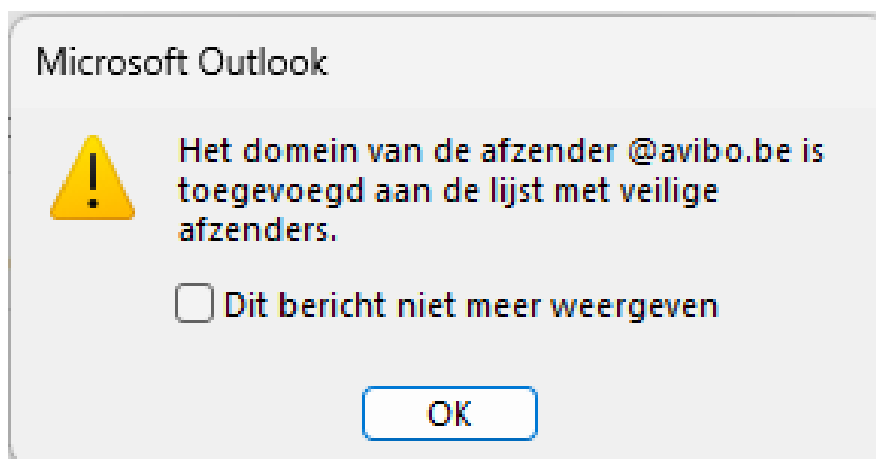 Microsoft Outlook
Het domein van de afzender @avibo.be is
toegevoegd aan de lijst met veilige
afzenders.
Dit bericht niet meer weergeven
OK